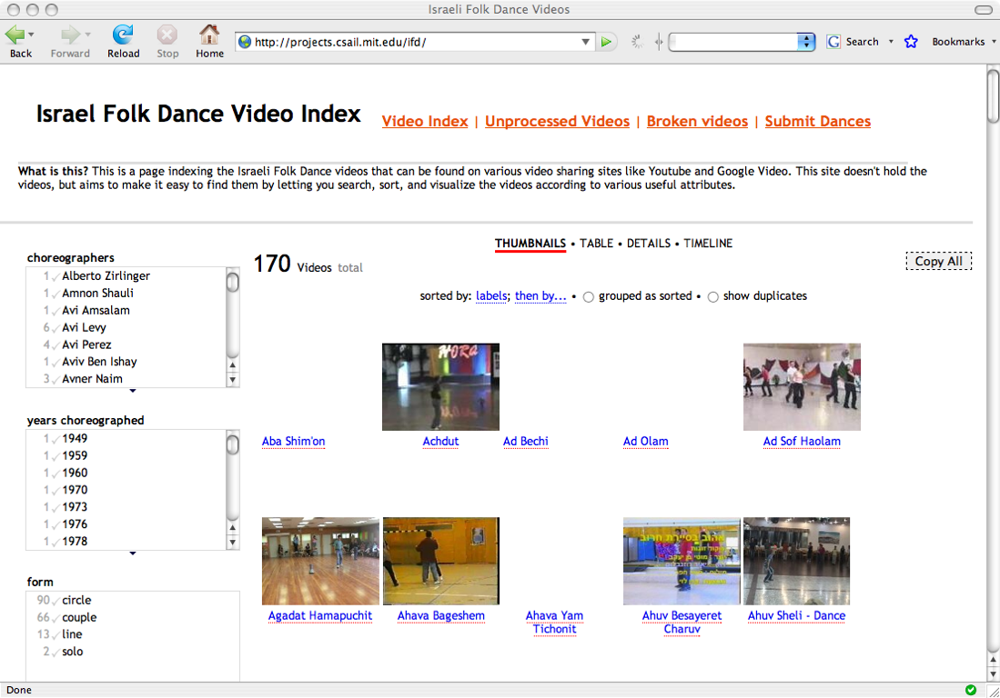 Israeli Folk Dance Videos
Back
Forward
Reload
Stop
Home
http://projects.csail.mit.edu/ifd/
G Search
Bookmarks
Israel Folk Dance Video Index
Video Index | Unprocessed Videos | Broken videos | Submit Dances
What is this? This is a page indexing the Israeli Folk Dance videos that can be found on various video sharing sites like Youtube and Google Video. This site doesn't hold the
videos, but aims to make it easy to find them by letting you search, sort, and visualize the videos according to various useful attributes.
choreographers
1 Alberto Zirlinger
1 Amnon Shauli
1 Avi Amsalam
6 Avi Levy
4 Avi Perez
1 Aviv Ben Ishay
3 Avner Naim
years choreographed
1 1949
1 1959
1 1960
1 1970
1 1973
1 1976
1 1978
form
90 circle
66 couple
13 line
2 solo
THUMBNAILS • TABLE • DETAILS • TIMELINE
170 Videos total
Copy All
sorted by: labels; then by... • grouped as sorted • show duplicates
HORA
Aba Shim'on
Achdut
Ad Bechi
Ad Olam
Ad Sof Haolam
אהוב בסיירת חרוב
Agadat Hamapuchit
Ahava Bageshem
Ahava Yam
Tichonit
Ahuv Besayeret
Charuv
Ahuv Sheli - Dance
Done